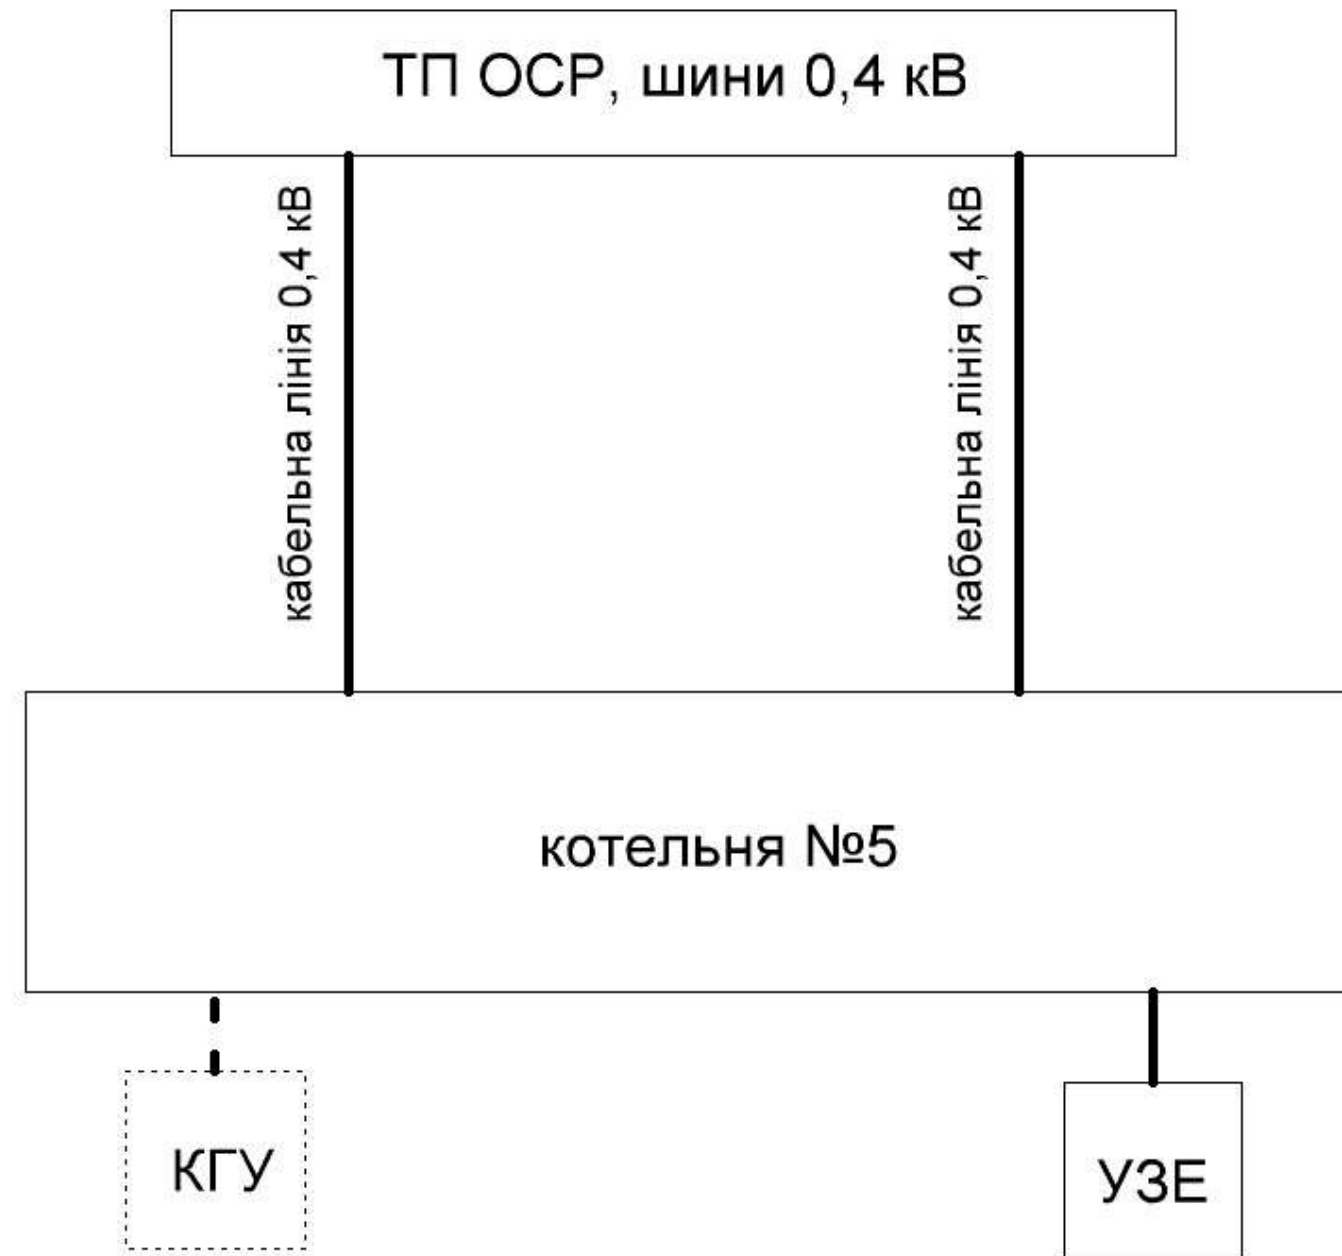 ТП ОСР, шини 0,4 кВ
кабельна лінія 0,4 кВ
кабельна лінія 0,4 кВ
котельня №5
КГУ
УЗЕ